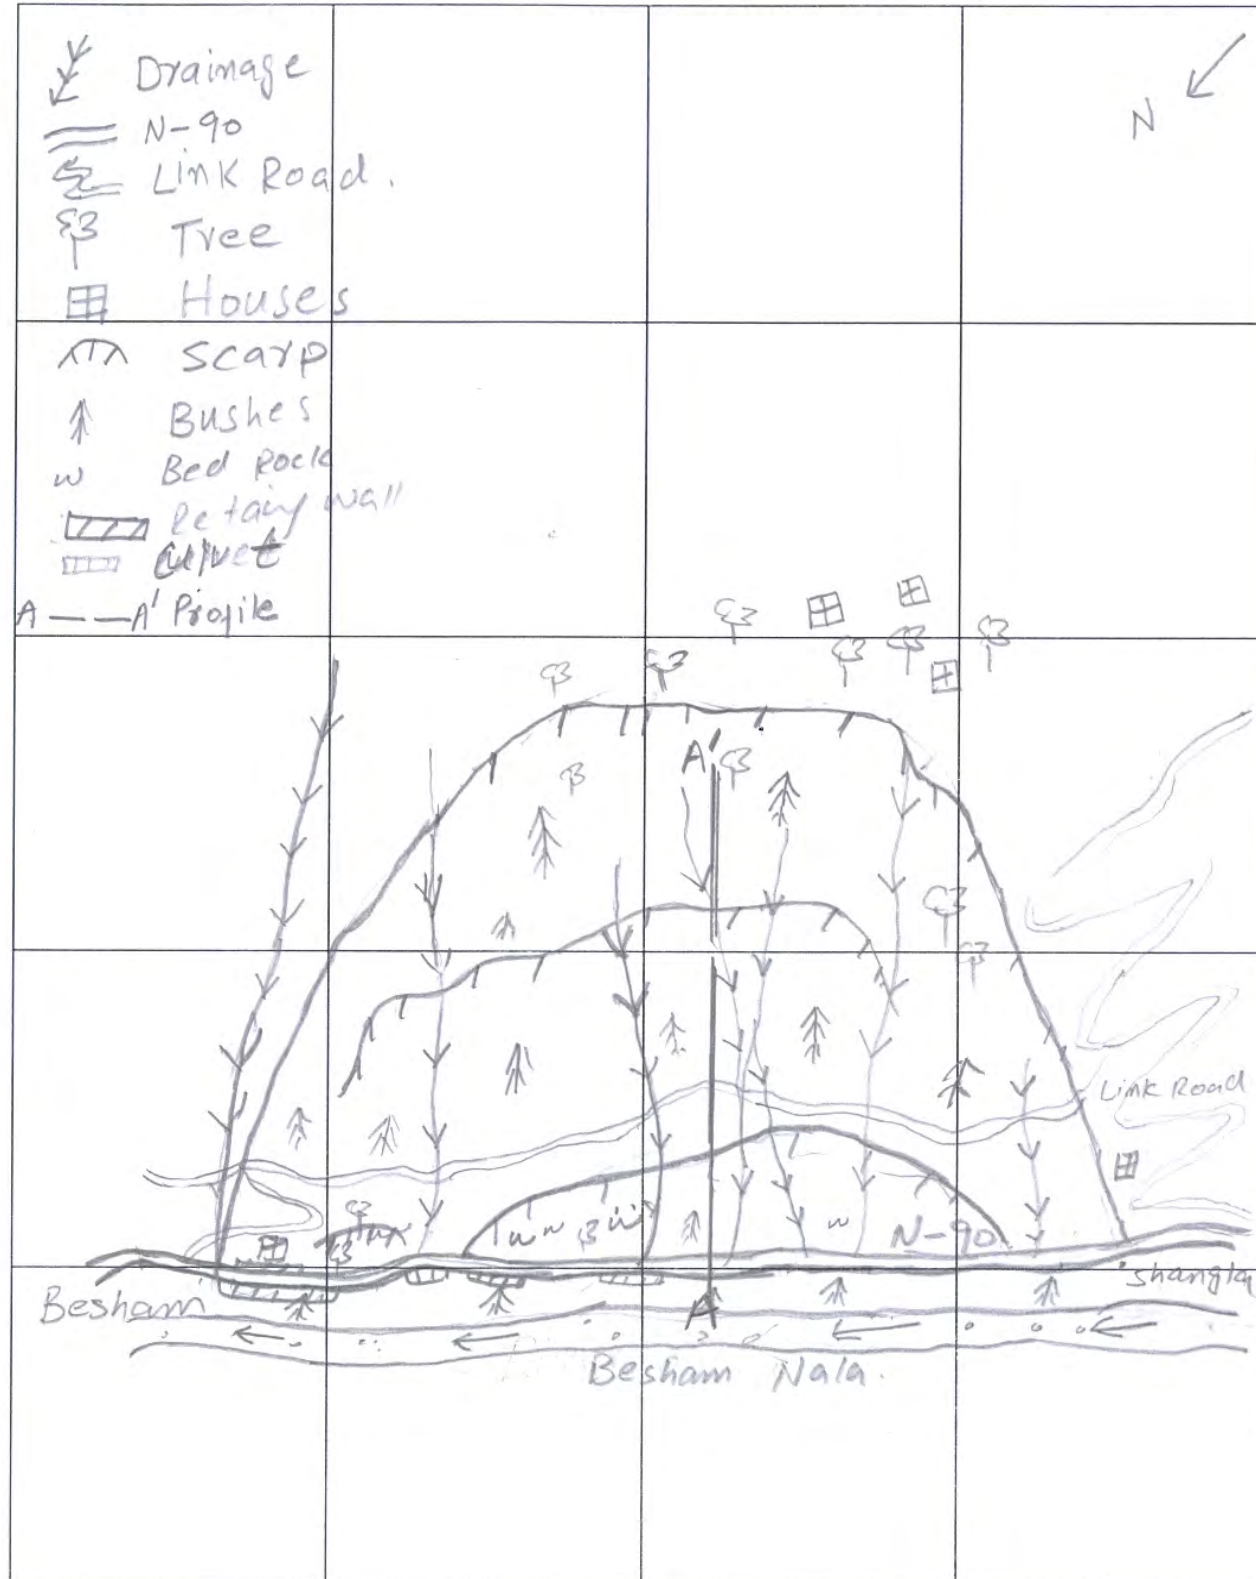 Drainage
N-90
Link Road.
Tree
Houses
Scarp
Bushes
w Bed Rock
Retaing wall
Culvet
A — — A' Profile
N
A'
Link Road
w w w
w
N-90
Besham
Shangla
A
Besham Nala.